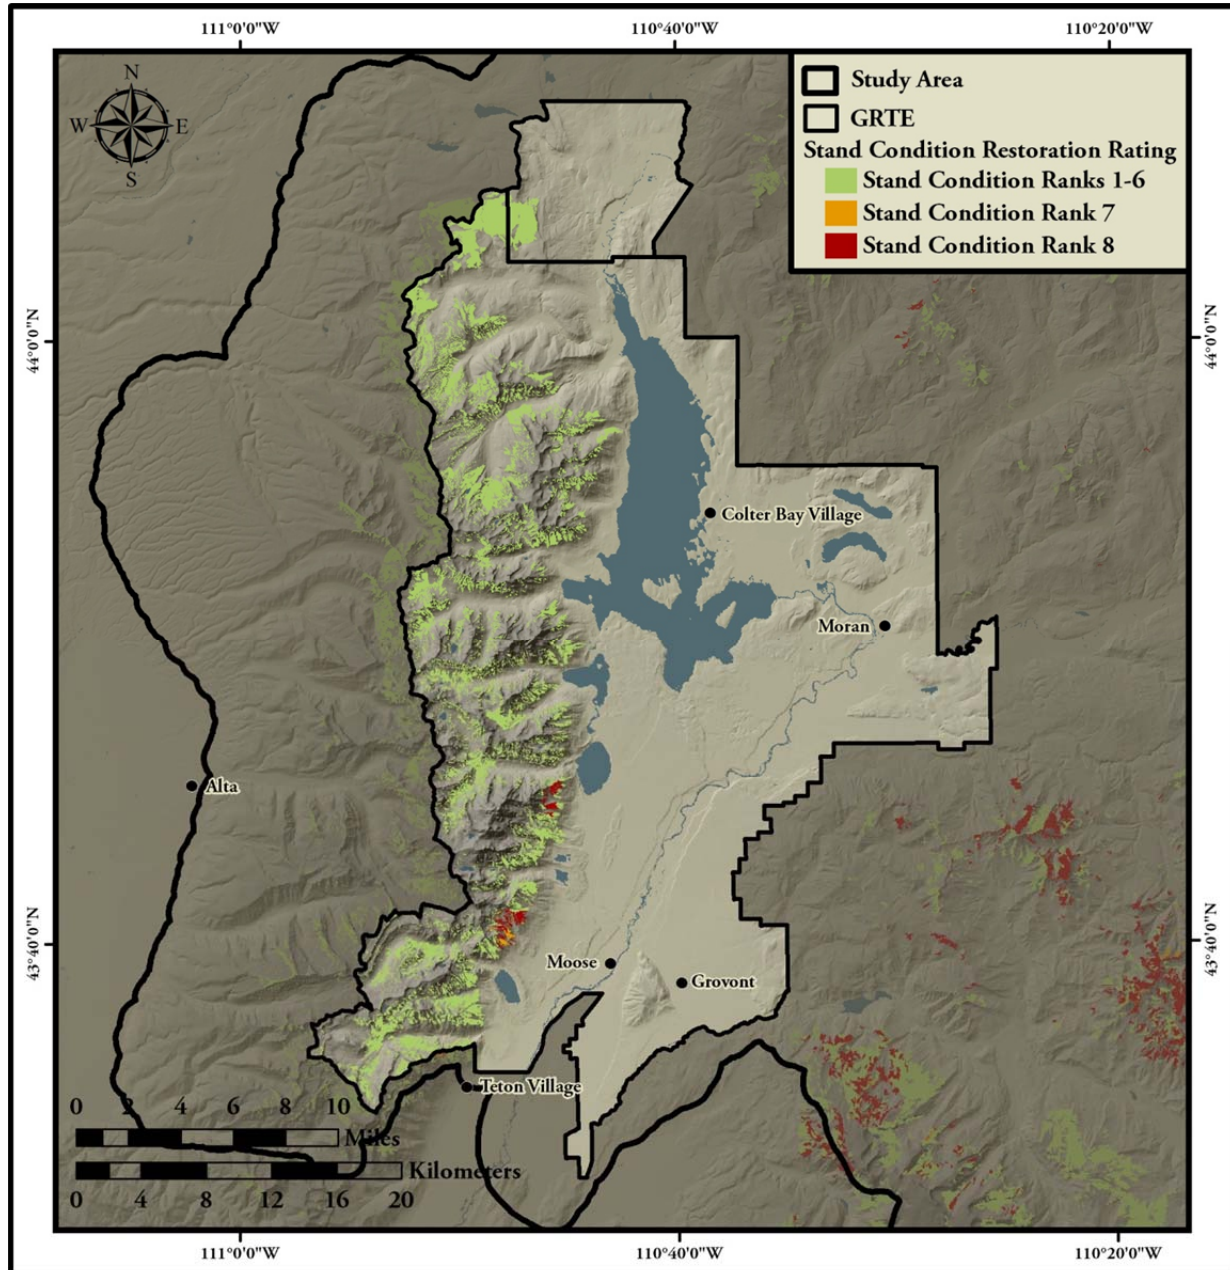 111°0'0"W 110°40'0"W 110°20'0"W
N
W E
S
Study Area
GRTE
Stand Condition Restoration Rating
Stand Condition Ranks 1-6
Stand Condition Rank 7
Stand Condition Rank 8
44°0'0"N 44°0'0"N
Colter Bay Village
Moran
Alta
43°40'0"N 43°40'0"N
Moose
Grovont
Teton Village
0 2 4 6 8 10
Miles
Kilometers
0 4 8 12 16 20
111°0'0"W 110°40'0"W 110°20'0"W